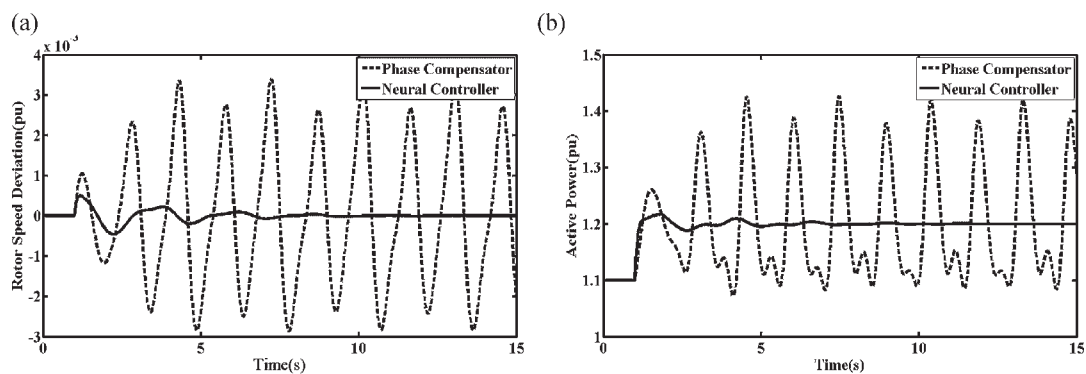 (a)
x 10⁻³
4
3
2
1
0
-1
-2
-3
Rotor Speed Deviation(pu)
Phase Compensator
Neural Controller
0
5
10
15
Time(s)
(b)
1.5
1.4
1.3
1.2
1.1
1
Active Power(pu)
Phase Compensator
Neural Controller
0
5
10
15
Time(s)